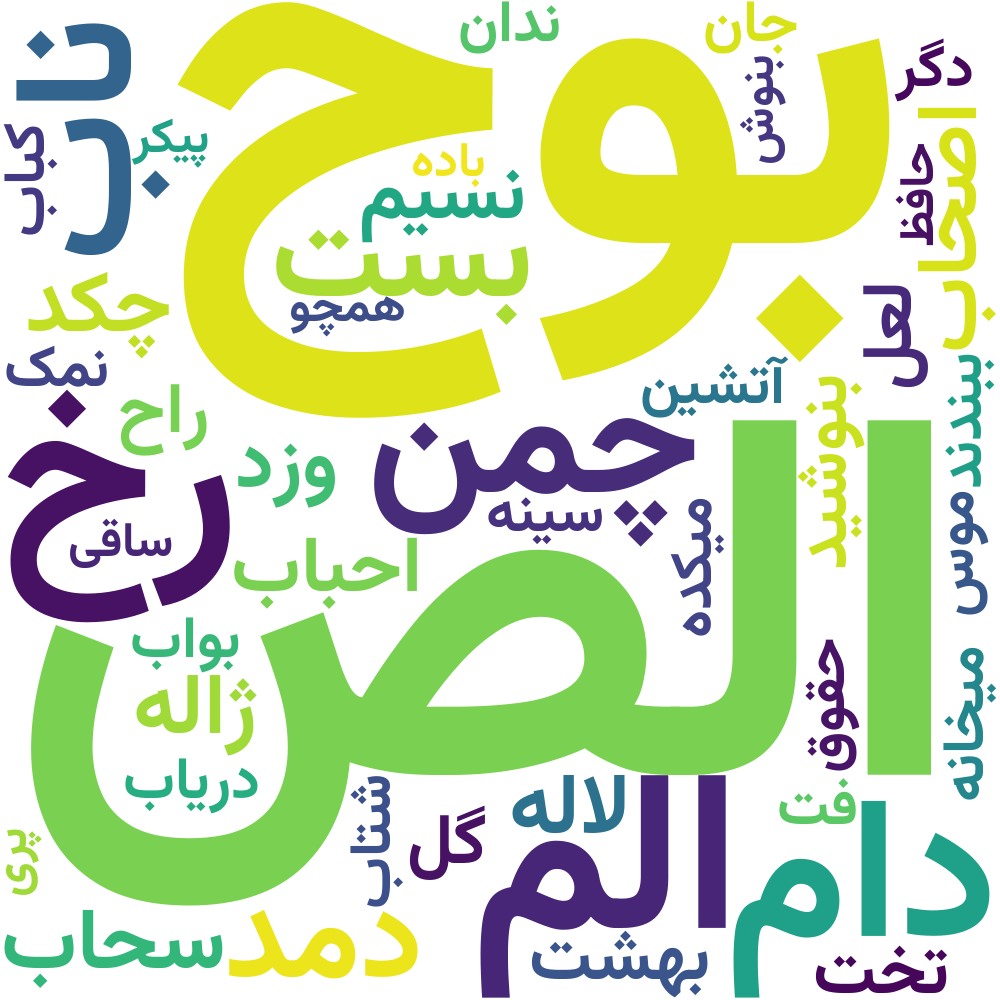 ندان
جان
ناب
بوح
دگر
بنوش
کباب
پیکر
باده
حافظ
اصحاب
نسیم
بست
چکد
همچو
لعل
نمک
آتشین
ببندند
راح
بنوشید
چمن
رخ
وزد
سینه
موس
ساقی
میکده
احباب
الص
بواب
حقوق
میخانه
ژاله
دریاب
شتاب
لاله
فت
گل
پری
الم
دام
سحاب
دمد
بهشت
تخت